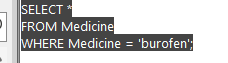 SELECT *
FROM Medicine
WHERE Medicine = 'burofen';